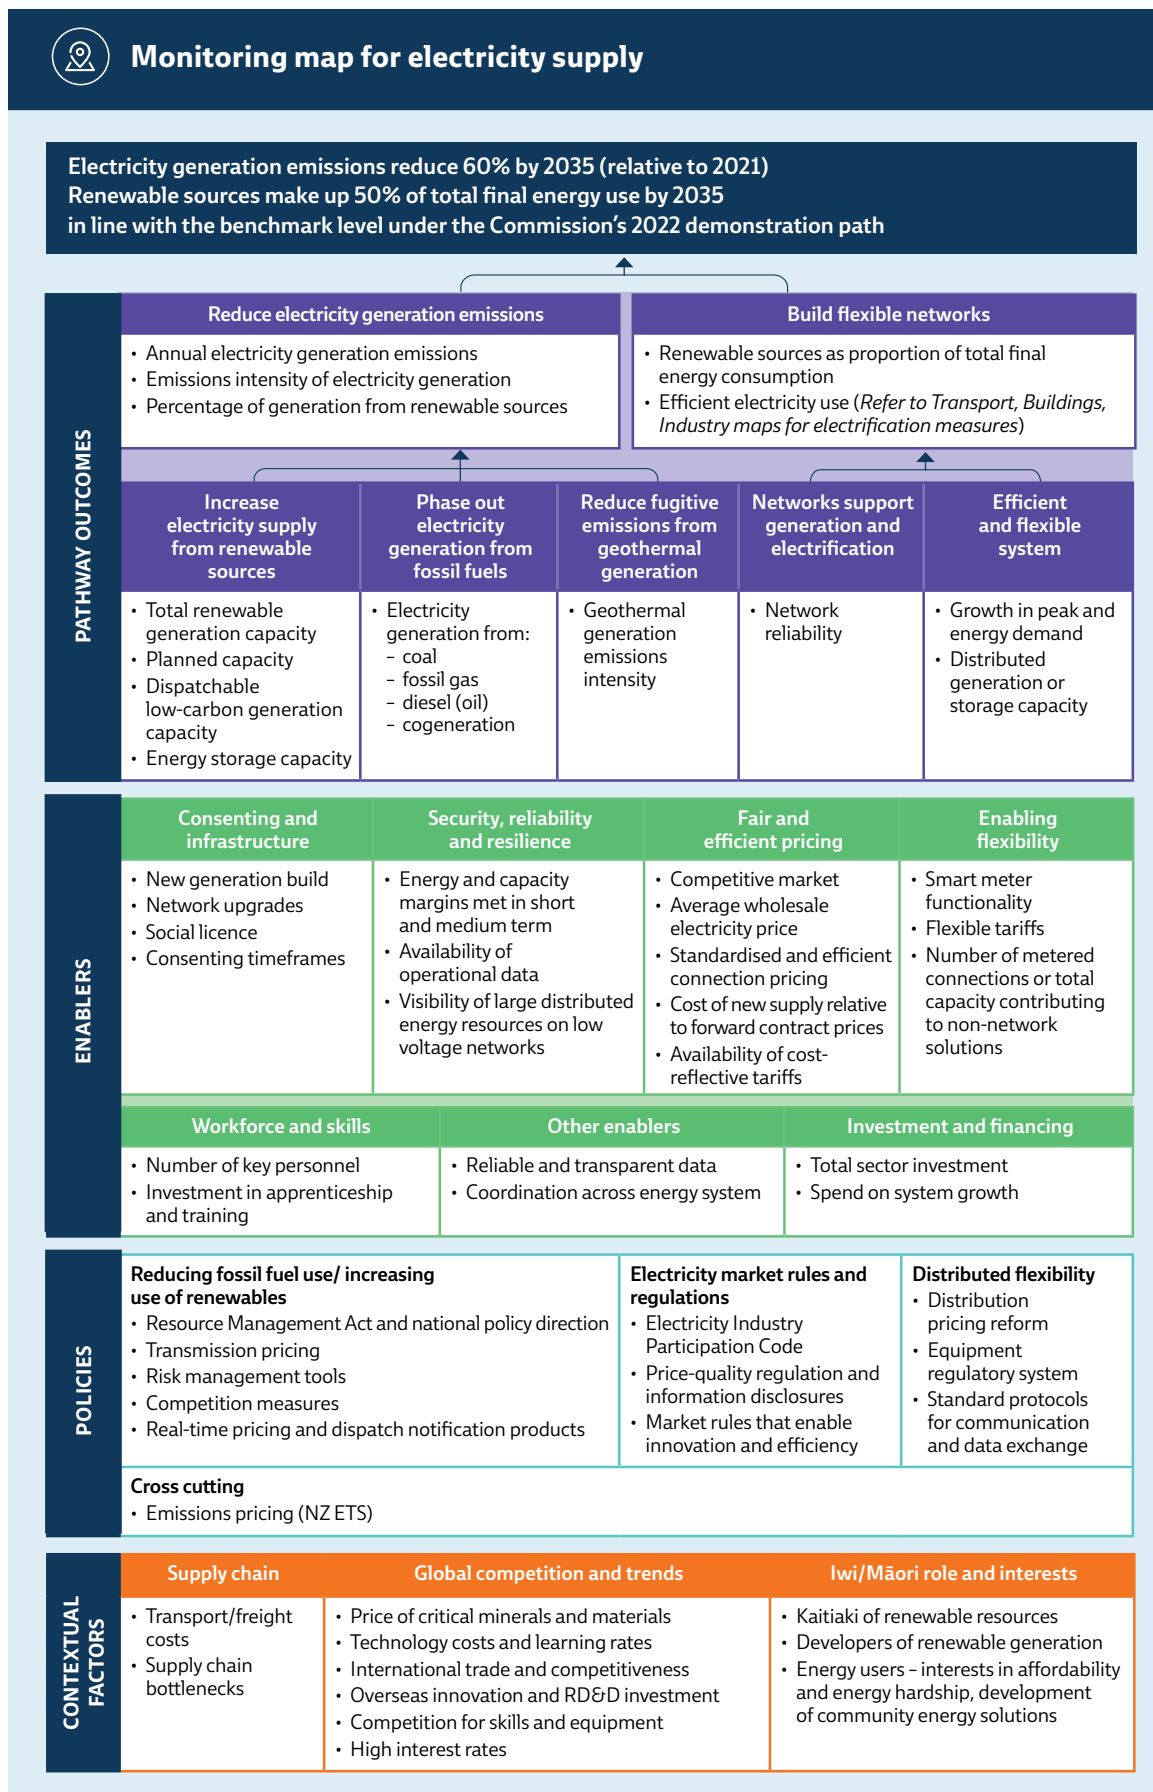 Monitoring map for electricity supply
Electricity generation emissions reduce 60% by 2035 (relative to 2021)
Renewable sources make up 50% of total final energy use by 2035
in line with the benchmark level under the Commission's 2022 demonstration path
PATHWAY OUTCOMES
Reduce electricity generation emissions
• Annual electricity generation emissions
• Emissions intensity of electricity generation
• Percentage of generation from renewable sources
Build flexible networks
• Renewable sources as proportion of total final
energy consumption
• Efficient electricity use (Refer to Transport, Buildings,
Industry maps for electrification measures)
Increase
electricity supply
from renewable
sources
• Total renewable
generation capacity
• Planned capacity
• Dispatchable
low-carbon generation
capacity
• Energy storage capacity
Phase out
electricity
generation from
fossil fuels
• Electricity
generation from:
– coal
– fossil gas
– diesel (oil)
– cogeneration
Reduce fugitive
emissions from
geothermal
generation
• Geothermal
generation
emissions
intensity
Networks support
generation and
electrification
• Network
reliability
Efficient
and flexible
system
• Growth in peak and
energy demand
• Distributed
generation or
storage capacity
ENABLERS
Consenting and
infrastructure
• New generation build
• Network upgrades
• Social licence
• Consenting timeframes
Security, reliability
and resilience
• Energy and capacity
margins met in short
and medium term
• Availability of
operational data
• Visibility of large distributed
energy resources on low
voltage networks
Fair and
efficient pricing
• Competitive market
• Average wholesale
electricity price
• Standardised and efficient
connection pricing
• Cost of new supply relative
to forward contract prices
• Availability of cost-
reflective tariffs
Enabling
flexibility
• Smart meter
functionality
• Flexible tariffs
• Number of metered
connections or total
capacity contributing
to non-network
solutions
Workforce and skills
• Number of key personnel
• Investment in apprenticeship
and training
Other enablers
• Reliable and transparent data
• Coordination across energy system
Investment and financing
• Total sector investment
• Spend on system growth
POLICIES
Reducing fossil fuel use/ increasing
use of renewables
• Resource Management Act and national policy direction
• Transmission pricing
• Risk management tools
• Competition measures
• Real-time pricing and dispatch notification products
Electricity market rules and
regulations
• Electricity Industry
Participation Code
• Price-quality regulation and
information disclosures
• Market rules that enable
innovation and efficiency
Distributed flexibility
• Distribution
pricing reform
• Equipment
regulatory system
• Standard protocols
for communication
and data exchange
Cross cutting
• Emissions pricing (NZ ETS)
CONTEXTUAL
FACTORS
Supply chain
• Transport/freight
costs
• Supply chain
bottlenecks
Global competition and trends
• Price of critical minerals and materials
• Technology costs and learning rates
• International trade and competitiveness
• Overseas innovation and RD&D investment
• Competition for skills and equipment
• High interest rates
Iwi/Māori role and interests
• Kaitiaki of renewable resources
• Developers of renewable generation
• Energy users – interests in affordability
and energy hardship, development
of community energy solutions